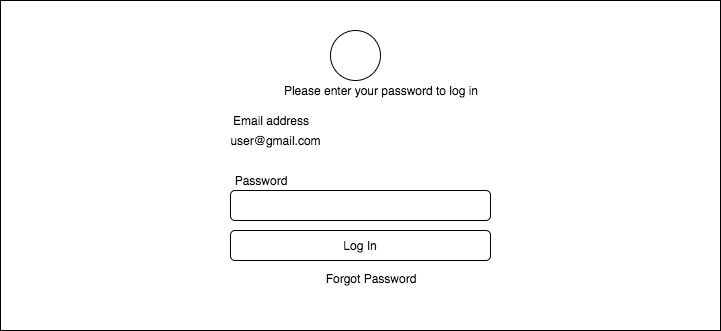 Please enter your password to log in
Email address
user@gmail.com
Password
Log In
Forgot Password